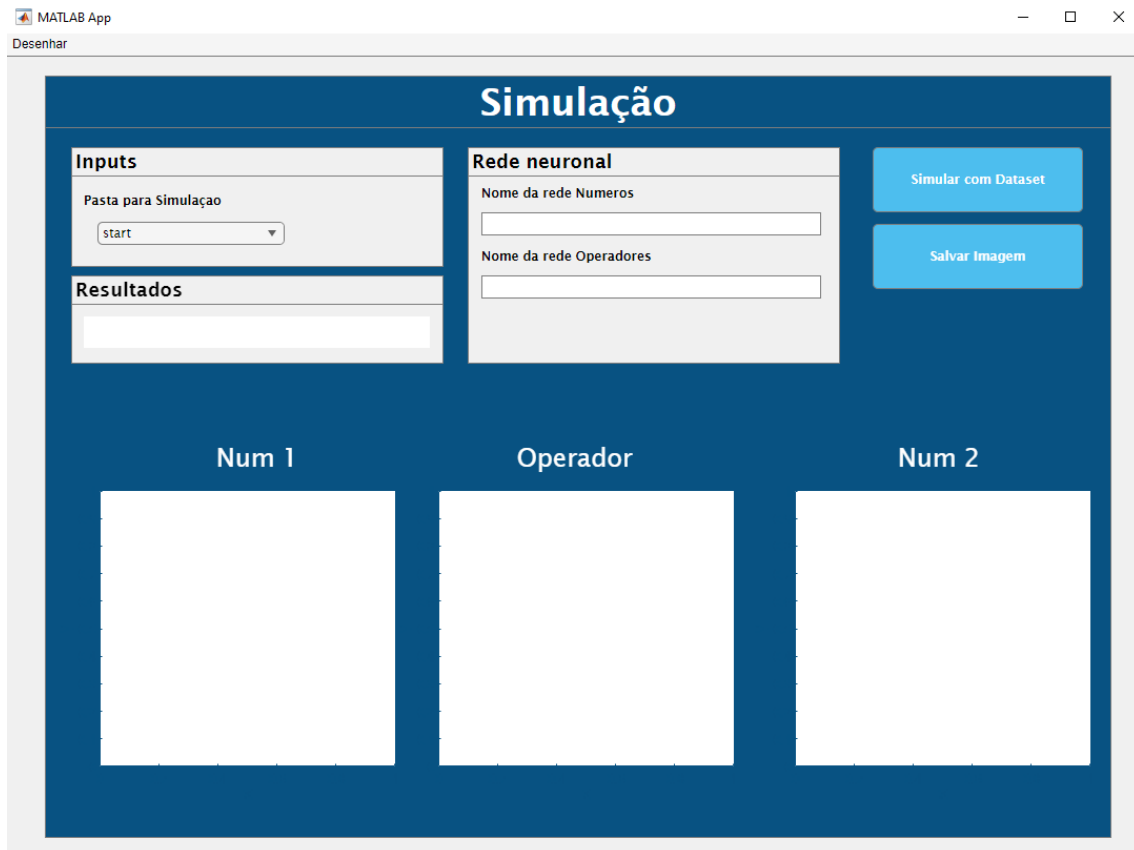 MATLAB App
Desenhar
Simulação
Inputs
Pasta para Simulaçao
start
Resultados
Rede neuronal
Nome da rede Numeros
Nome da rede Operadores
Simular com Dataset
Salvar Imagem
Num 1
Operador
Num 2